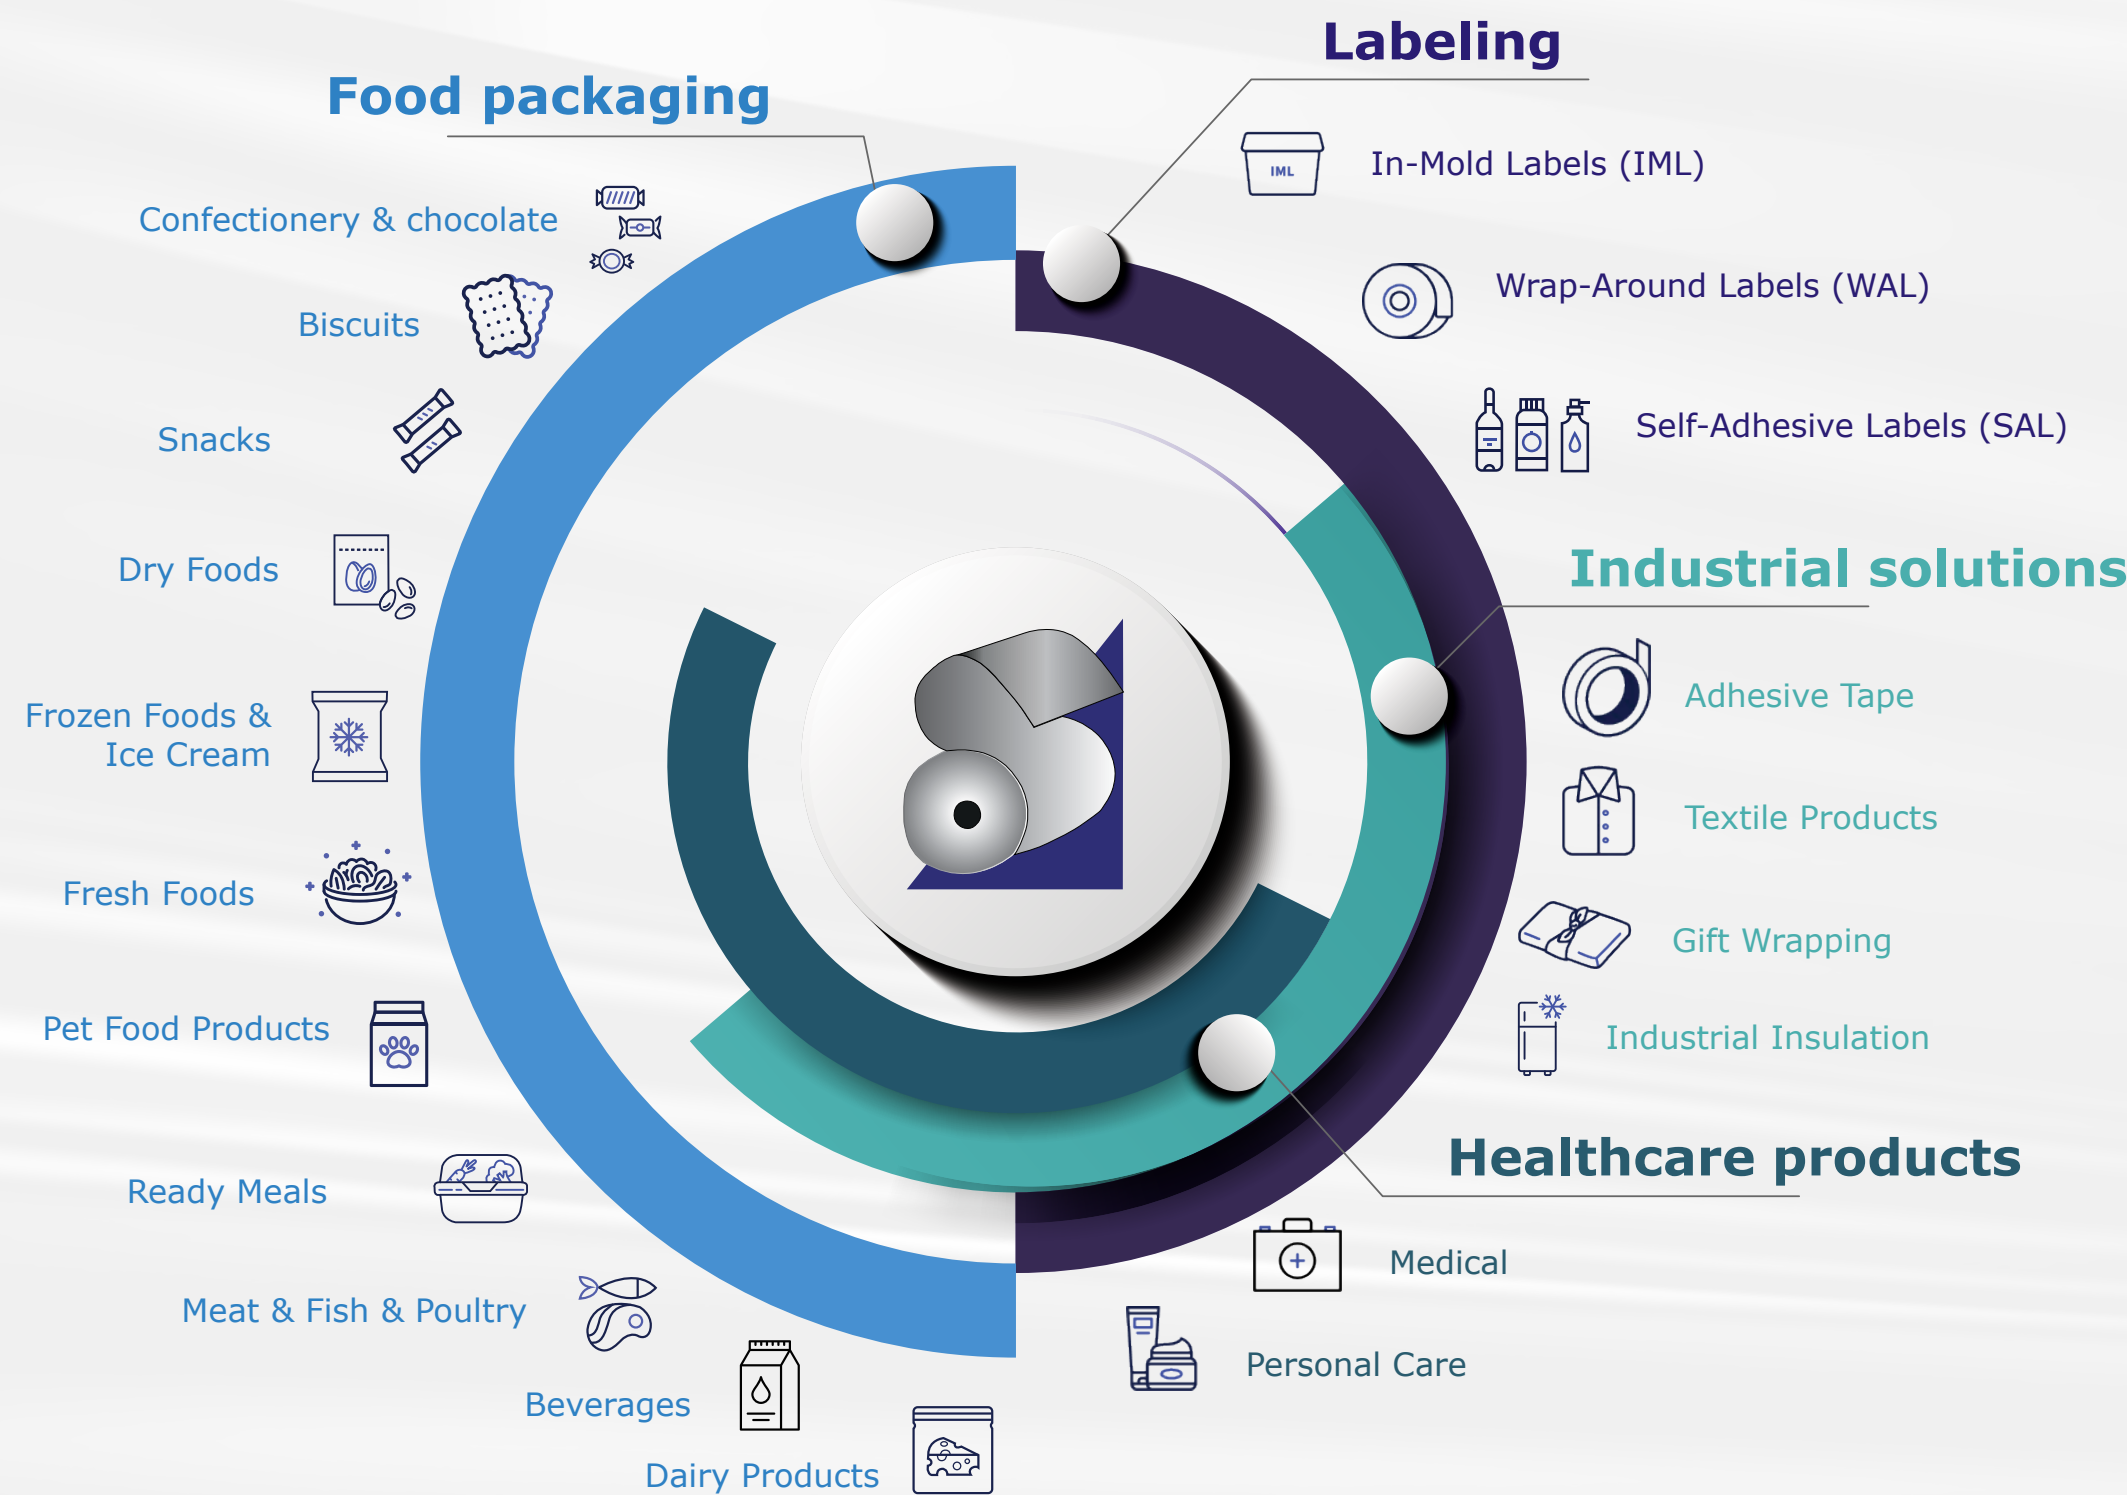 Food packaging
Confectionery & chocolate
Biscuits
Snacks
Dry Foods
Frozen Foods &
Ice Cream
Fresh Foods
Pet Food Products
Ready Meals
Meat & Fish & Poultry
Beverages
Dairy Products
Labeling
IML
In-Mold Labels (IML)
Wrap-Around Labels (WAL)
Self-Adhesive Labels (SAL)
Industrial solutions
Adhesive Tape
Textile Products
Gift Wrapping
Industrial Insulation
Healthcare products
Medical
Personal Care